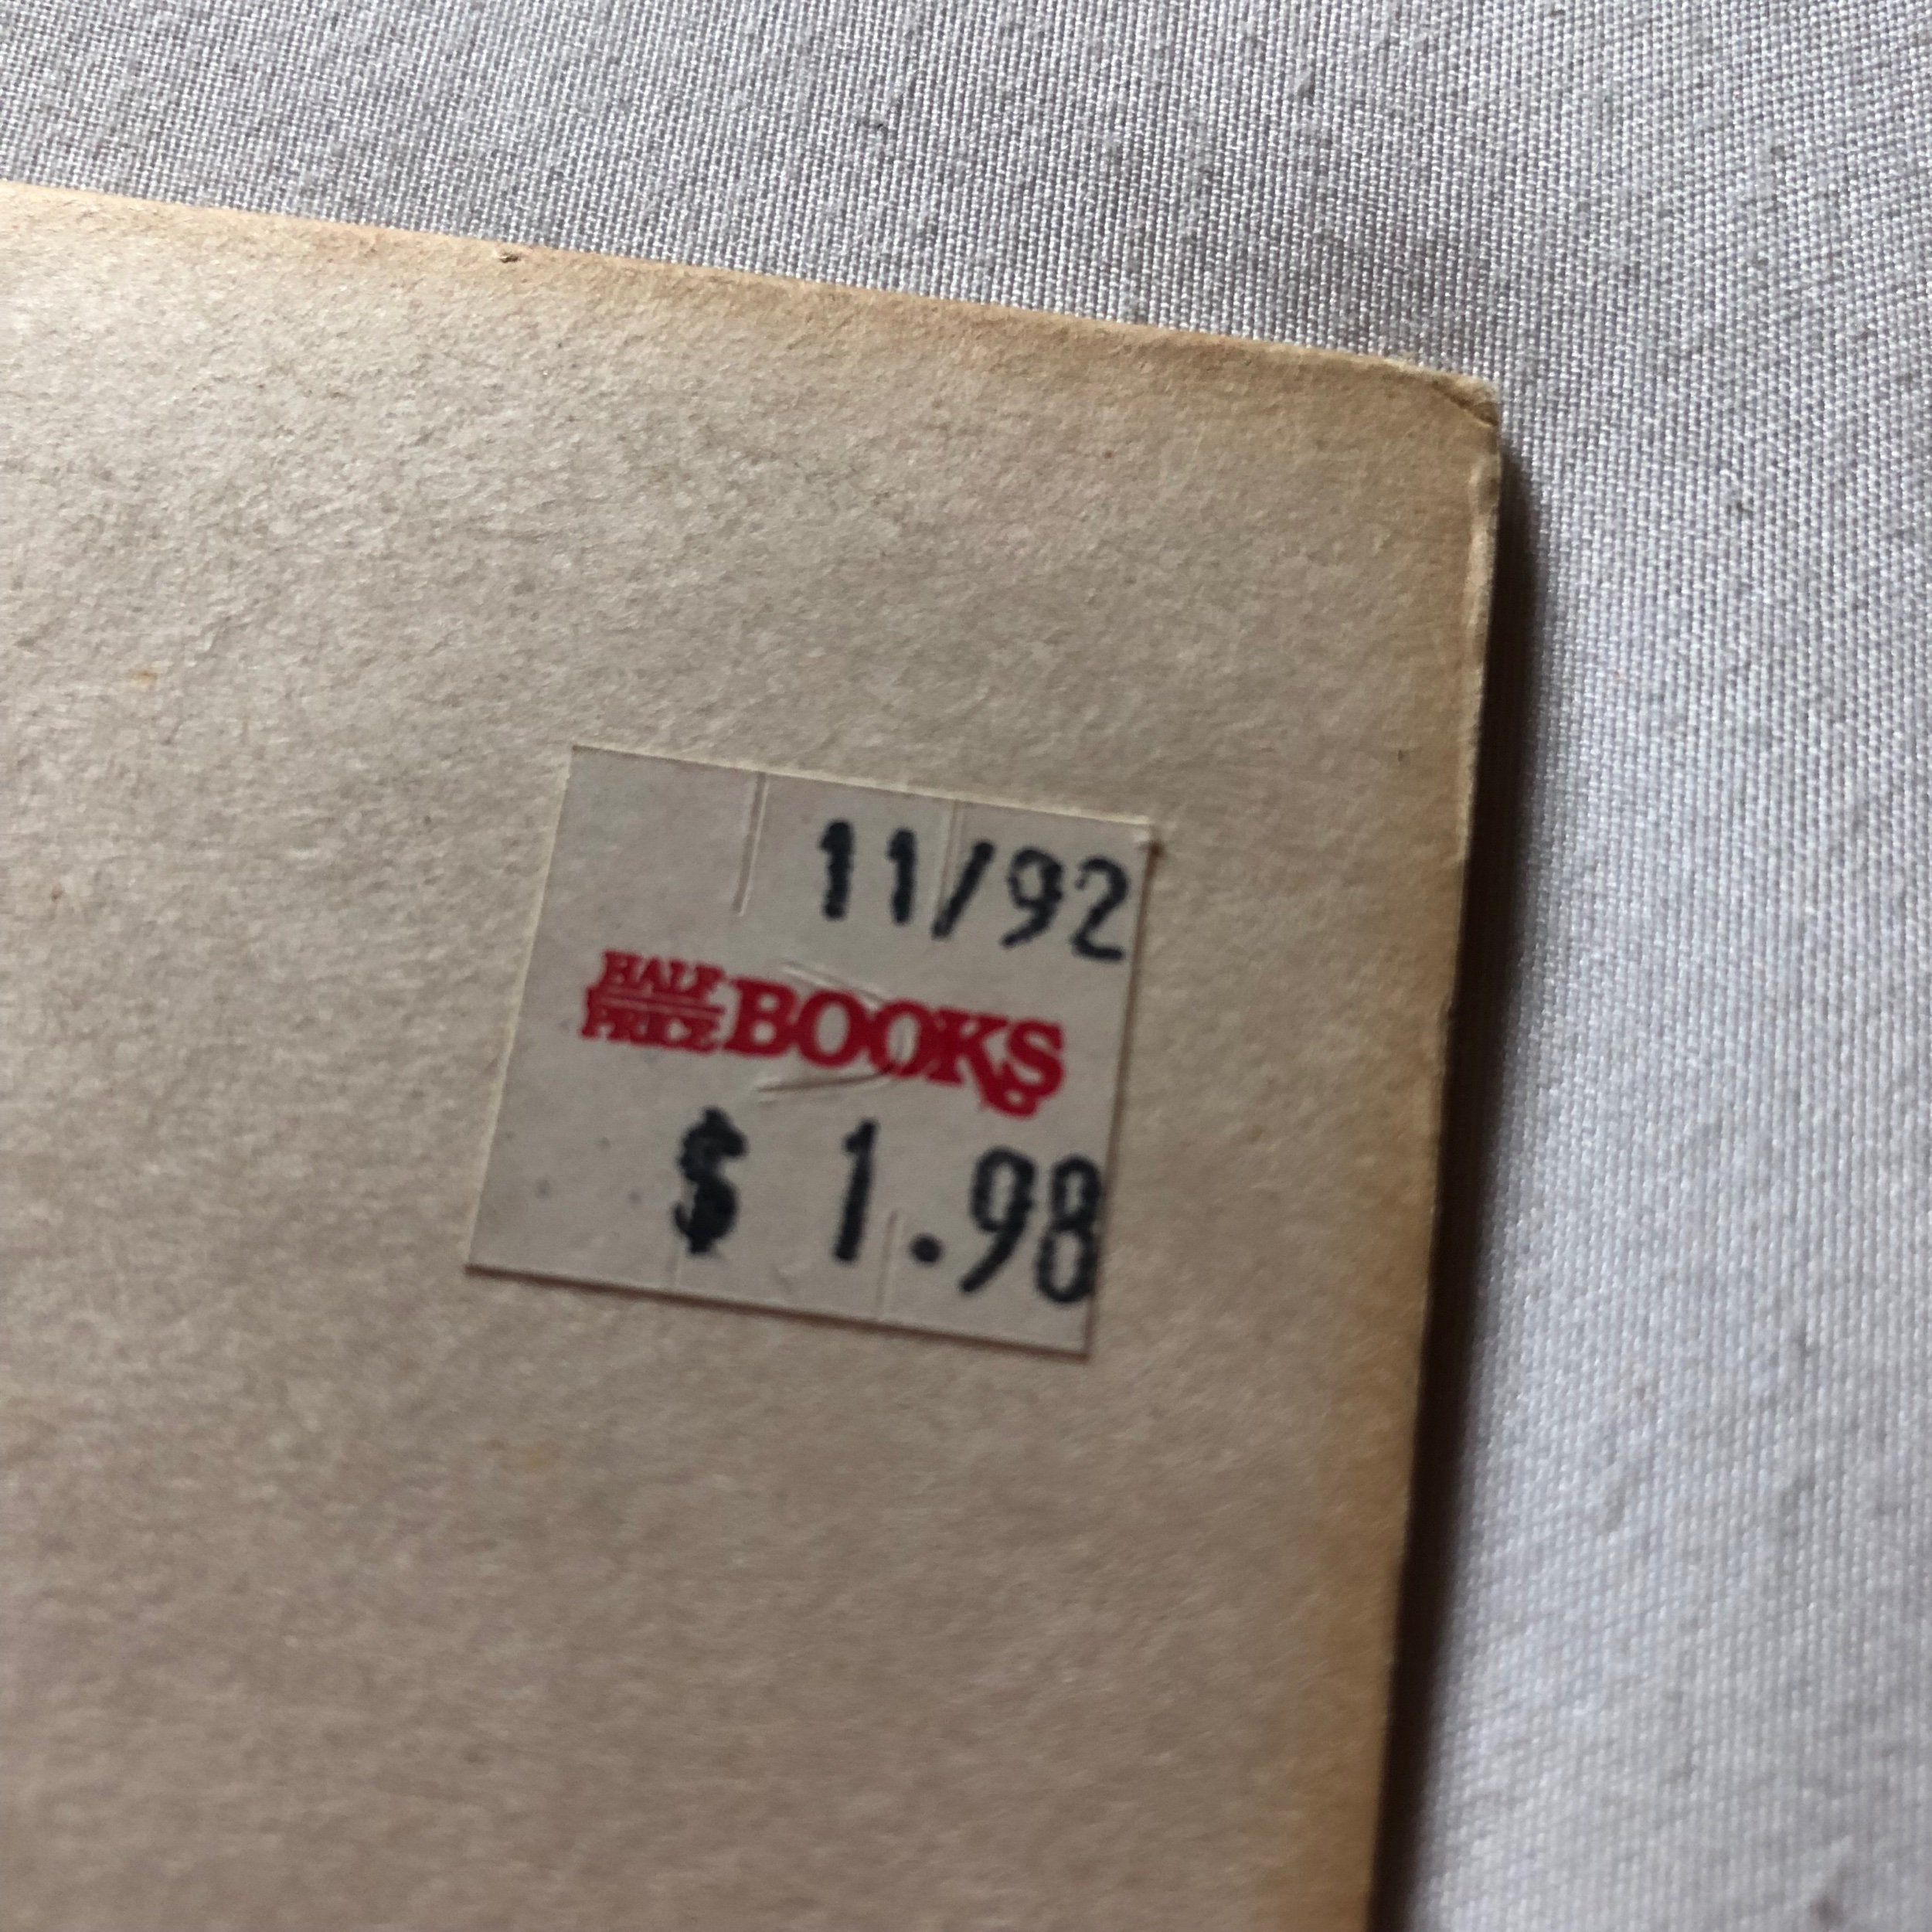 11/92
HALF
PRICE BOOKS
$ 1.98